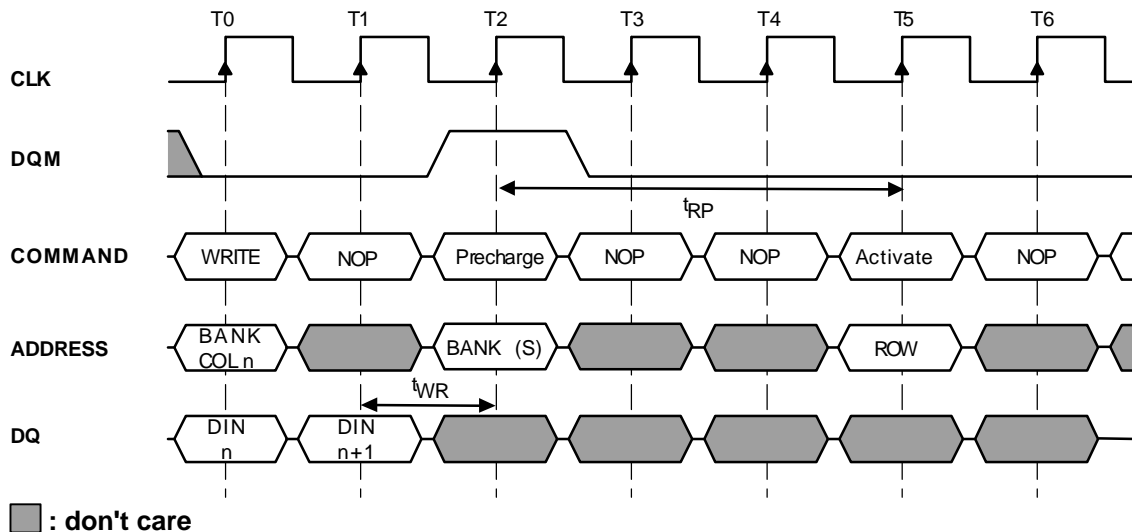 T0 T1 T2 T3 T4 T5 T6
CLK
DQM
tRP
COMMAND WRITE NOP Precharge NOP NOP Activate NOP
ADDRESS BANK COL n BANK (S) ROW
tWR
DQ DIN n DIN n+1
: don't care